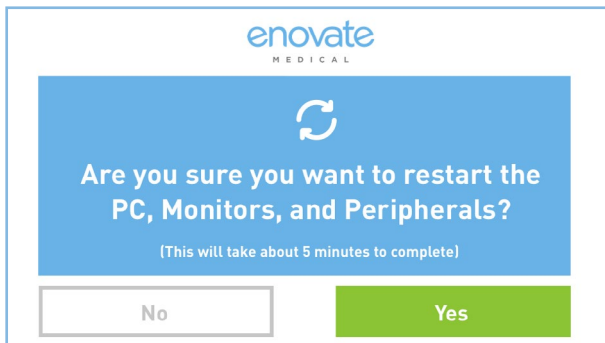 enovate
MEDICAL
Are you sure you want to restart the
PC, Monitors, and Peripherals?
(This will take about 5 minutes to complete)
No
Yes